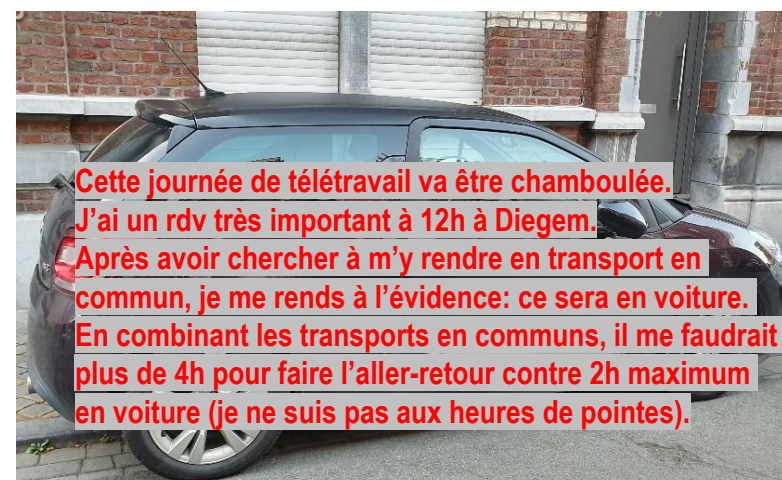 Cette journée de télétravail va être chamboulée.
J'ai un rdv très important à 12h à Diegem.
Après avoir chercher à m'y rendre en transport en
commun, je me rends à l'évidence: ce sera en voiture.
En combinant les transports en communs, il me faudrait
plus de 4h pour faire l'aller-retour contre 2h maximum
en voiture (je ne suis pas aux heures de pointes).